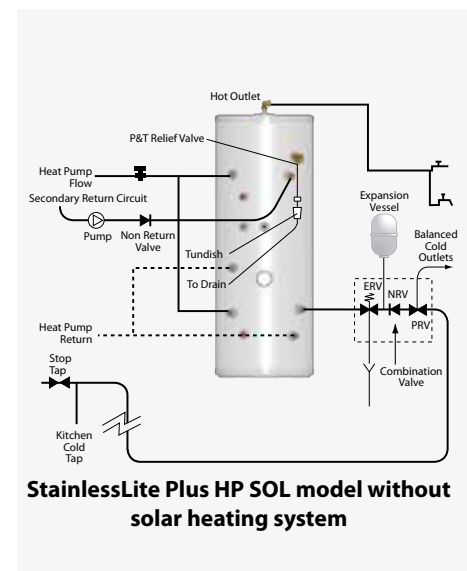 Hot Outlet
P&T Relief Valve
Heat Pump
Flow
Secondary Return Circuit
Expansion
Vessel
Pump
Non Return
Valve
Balanced
Cold
Outlets
Tundish
To Drain
ERV
NRV
PRV
Heat Pump
Return
Combination
Valve
Stop
Tap
Kitchen
Cold
Tap
StainlessLite Plus HP SOL model without
solar heating system